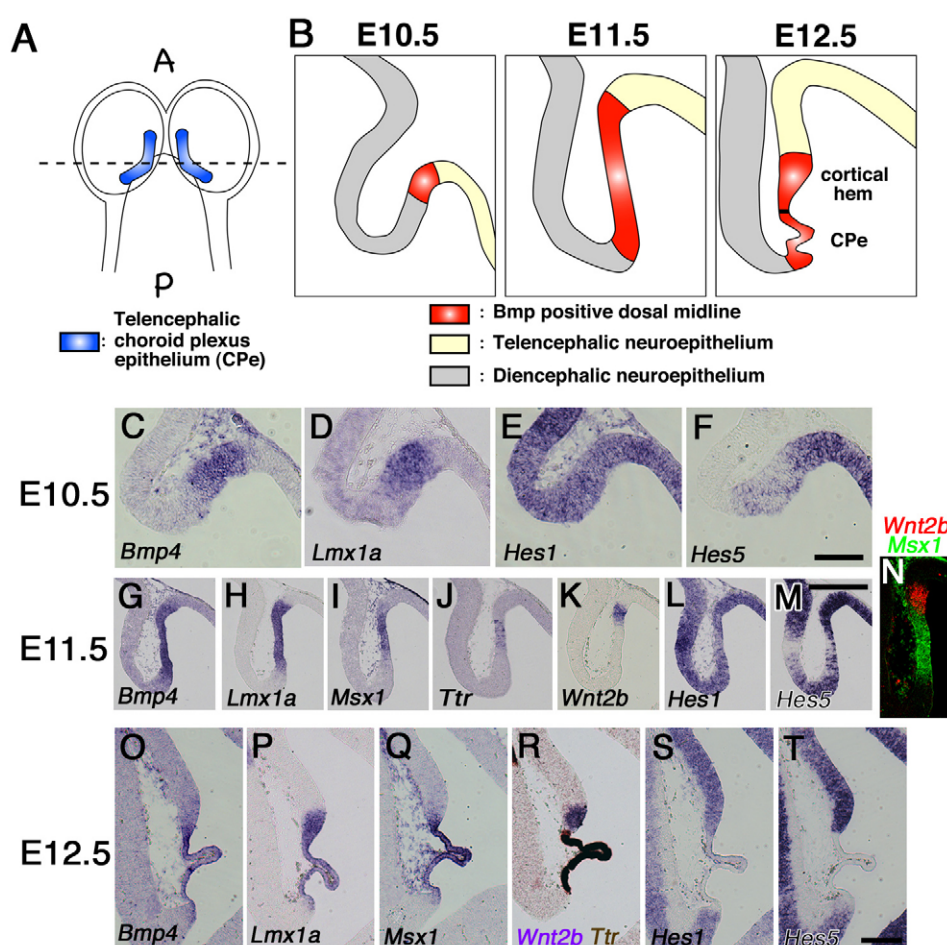 A
B
E10.5
E11.5
E12.5
A
P
cortical
hem
CPe
Telencephalic
: choroid plexus
epithelium (CPe)
: Bmp positive dosal midline
: Telencephalic neuroepithelium
: Diencephalic neuroepithelium
E10.5
C
Bmp4
D
Lmx1a
E
Hes1
F
Hes5
Wnt2b
Msx1
N
E11.5
G
Bmp4
H
Lmx1a
I
Msx1
J
Ttr
K
Wnt2b
L
Hes1
M
Hes5
E12.5
O
Bmp4
P
Lmx1a
Q
Msx1
R
Wnt2b Ttr
S
Hes1
T
Hes5